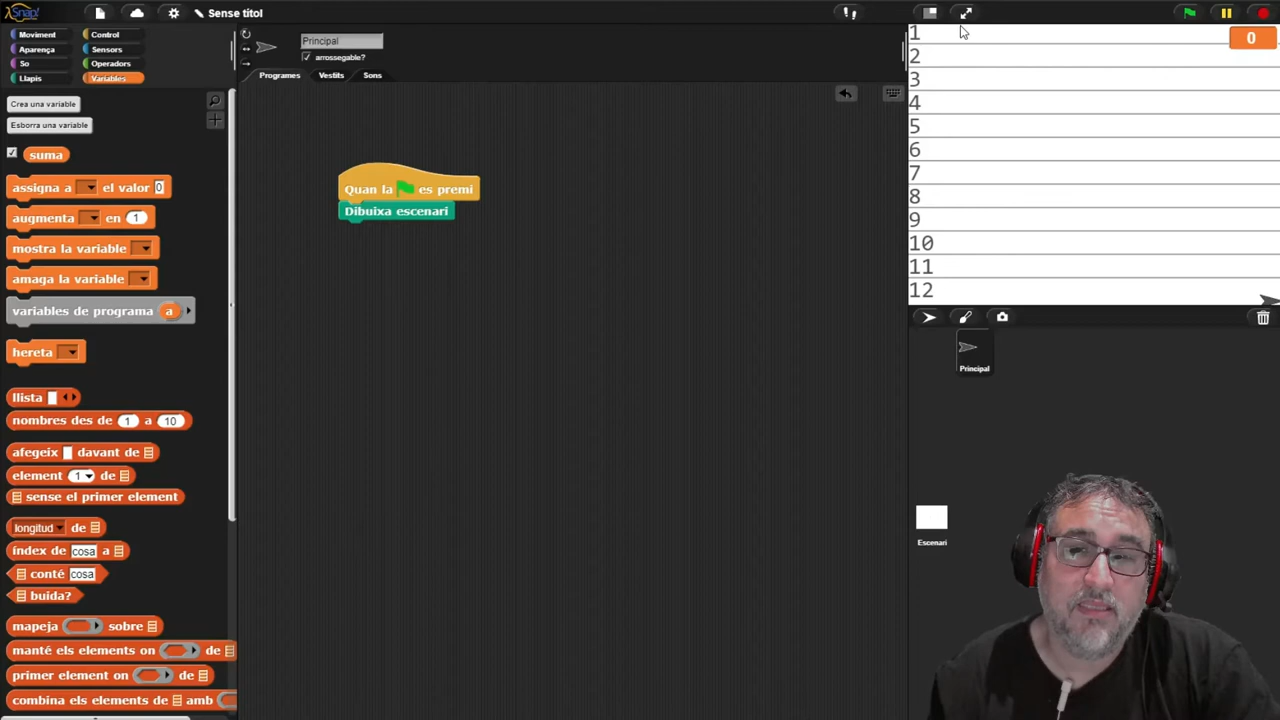 Snap!
Sense titol
Moviment
Control
Aparença
Sensors
So
Operadors
Llapis
Variables
Principal
arrossegable?
Programes
Vestits
Sons
Crea una variable
Esborra una variable
suma
assigna a el valor 0
augmenta en 1
mostra la variable
amaga la variable
variables de programa a
hereta
llista
nombres des de 1 a 10
afegeix davant de
element 1 de
sense el primer element
longitud de
índex de cosa a
conté cosa
buida?
mapeja sobre
manté els elements on de
primer element on de
combina els elements de amb
Quan la es premi
Dibuixa escenari
0
1
2
3
4
5
6
7
8
9
10
11
12
Principal
Escenari